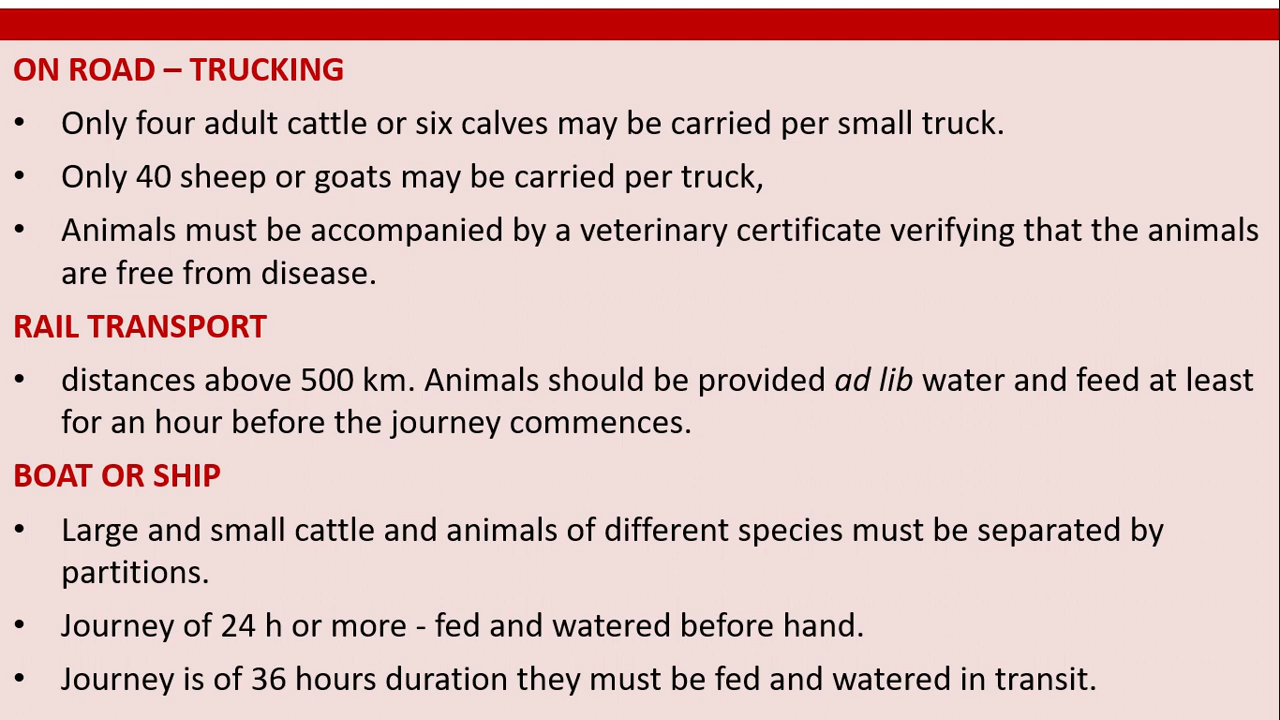 ON ROAD – TRUCKING
• Only four adult cattle or six calves may be carried per small truck.
• Only 40 sheep or goats may be carried per truck,
• Animals must be accompanied by a veterinary certificate verifying that the animals
are free from disease.
RAIL TRANSPORT
• distances above 500 km. Animals should be provided ad lib water and feed at least
for an hour before the journey commences.
BOAT OR SHIP
• Large and small cattle and animals of different species must be separated by
partitions.
• Journey of 24 h or more - fed and watered before hand.
• Journey is of 36 hours duration they must be fed and watered in transit.